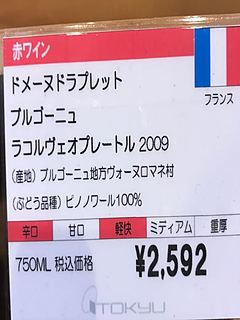 赤ワイン
ドメーヌドラプレット
フランス
ブルゴーニュ
ラコルヴェオプレートル 2009
(産地) ブルゴーニュ地方ヴォーヌロマネ村
(ぶどう品種) ピノノワール100%
辛口 甘口 軽快 ミディアム 重厚
750ML 税込価格 ¥2,592
TOKYU